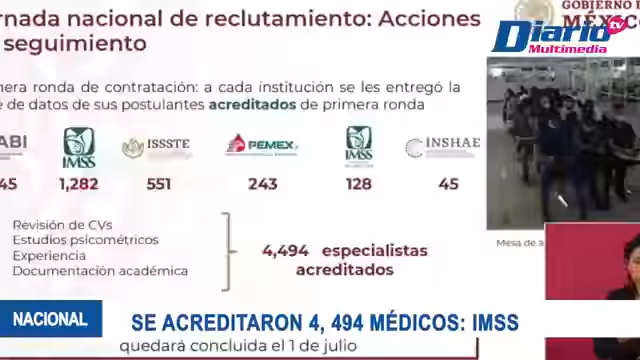 rnada nacional de reclutamiento: Acciones
seguimiento
GOBIERNO DE
MÉXICO
Diario tv
Multimedia
nera ronda de contratación: a cada institución se les entregó la
e de datos de sus postulantes acreditados de primera ronda
ABI
IMSS
ISSSTE
PEMEX
IMSS
INSHAE
45
1,282
551
243
128
45
Mesa de a
Revisión de CVs
Estudios psicométricos
Experiencia
Documentación académica
4,494 especialistas
acreditados
NACIONAL
SE ACREDITARON 4, 494 MÉDICOS: IMSS
quedará concluida el 1 de julio